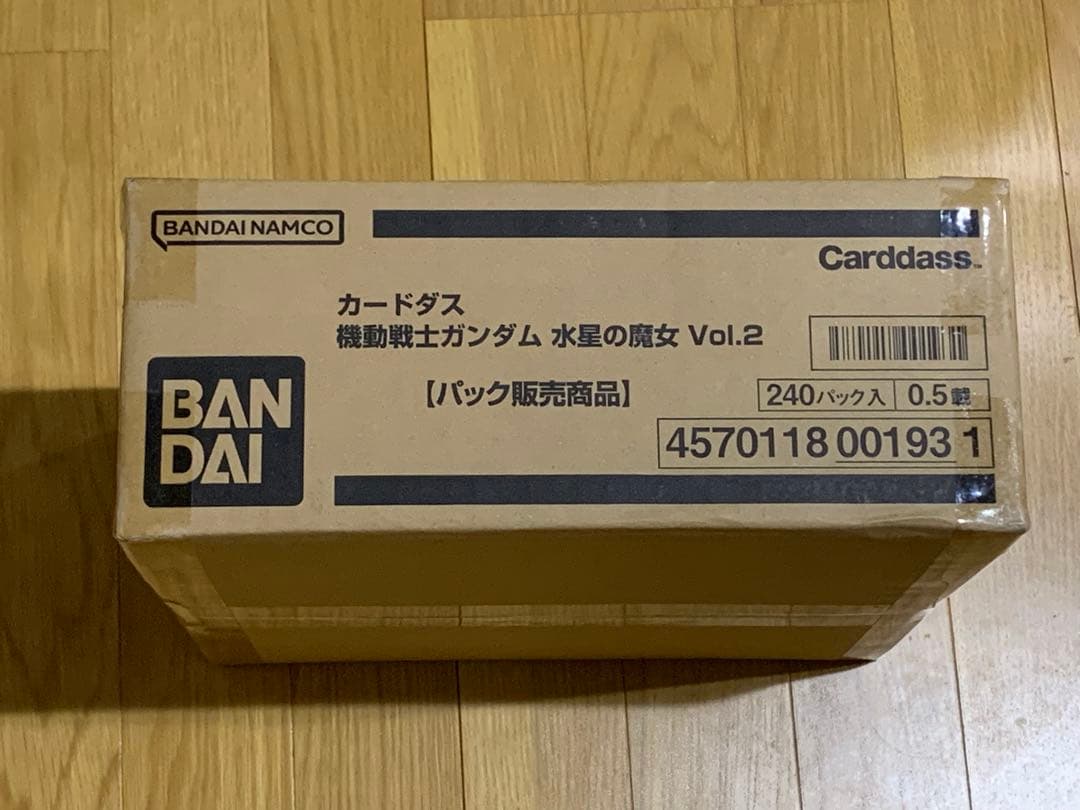 BANDAI NAMCO
Carddass™
カードダス
機動戦士ガンダム 水星の魔女 Vol.2
BAN
DAI
【パック販売商品】
240パック入 0.5截
4570118 00193 1